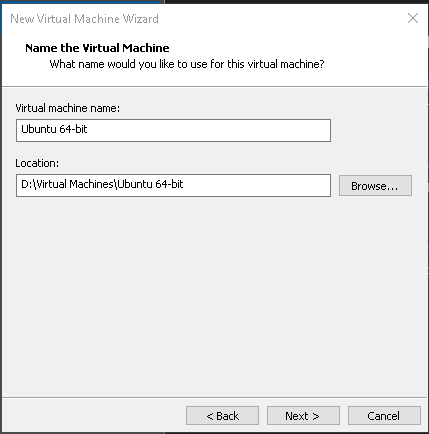 New Virtual Machine Wizard
Name the Virtual Machine
What name would you like to use for this virtual machine?
Virtual machine name:
Ubuntu 64-bit
Location:
D:\Virtual Machines\Ubuntu 64-bit
Browse...
< Back
Next >
Cancel